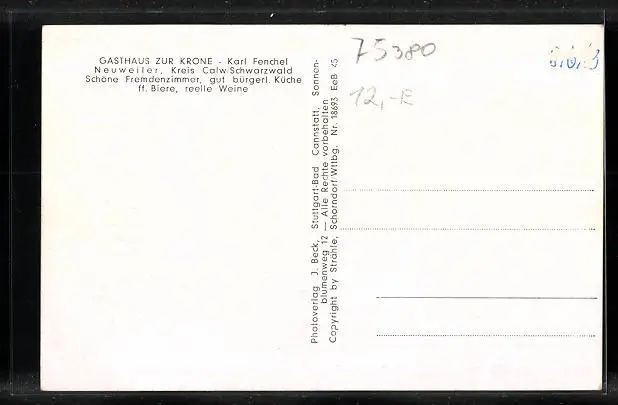 GASTHAUS ZUR KRONE - Karl Fenchel
Neuweiler, Kreis Calw/Schwarzwald
Schöne Fremdenzimmer, gut bürgerl. Küche
ff. Biere, reelle Weine
Photoverlag J. Beck, Stuttgart-Bad Cannstatt, Sonnen-
blumenweg 12 — Alle Rechte vorbehalten
Copyright by Strähle, Schorndorf/Wttbg. Nr. 18693 EeB 45
75380
12,-